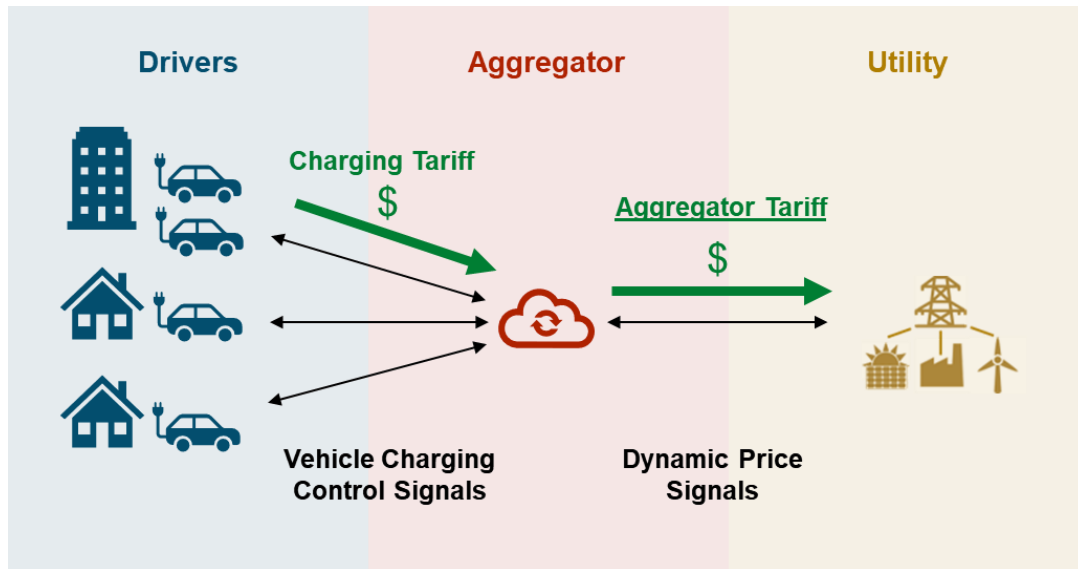 Drivers
Aggregator
Utility
Charging Tariff
$
Aggregator Tariff
$
Vehicle Charging
Control Signals
Dynamic Price
Signals